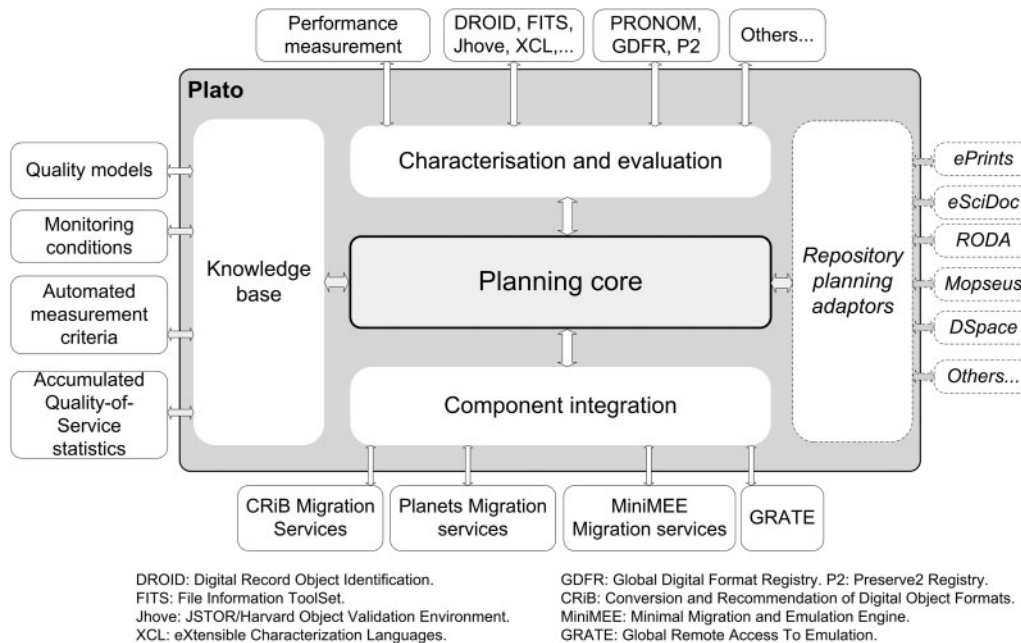 Performance
measurement
DROID, FITS,
Jhove, XCL,...
PRONOM,
GDFR, P2
Others...
Plato
Quality models
Monitoring
conditions
Automated
measurement
criteria
Accumulated
Quality-of-
Service
statistics
Knowledge
base
Characterisation and evaluation
Planning core
Component integration
Repository
planning
adaptors
ePrints
eSciDoc
RODA
Mopseus
DSpace
Others...
CRiB Migration
Services
Planets Migration
services
MiniMEE
Migration services
GRATE
DROID: Digital Record Object Identification.
FITS: File Information ToolSet.
Jhove: JSTOR/Harvard Object Validation Environment.
XCL: eXtensible Characterization Languages.
GDFR: Global Digital Format Registry. P2: Preserve2 Registry.
CRiB: Conversion and Recommendation of Digital Object Formats.
MiniMEE: Minimal Migration and Emulation Engine.
GRATE: Global Remote Access To Emulation.